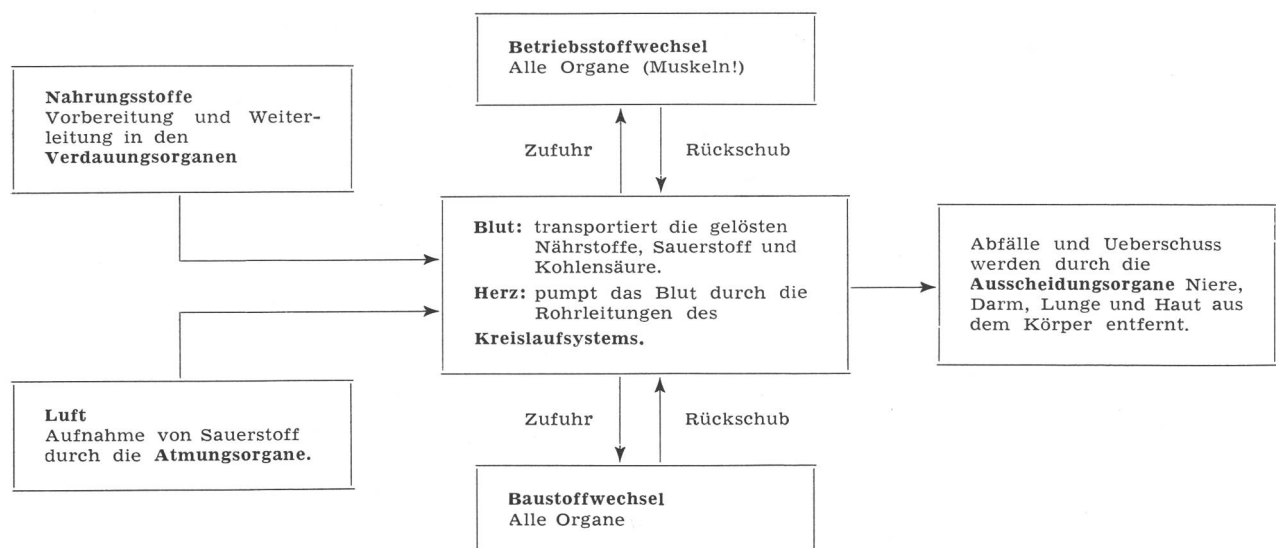 Betriebsstoffwechsel
Alle Organe (Muskeln!)
Nahrungsstoffe
Vorbereitung und Weiter-
leitung in den
Verdauungsorganen
Zufuhr
Rückschub
Blut: transportiert die gelösten
Nährstoffe, Sauerstoff und
Kohlensäure.
Herz: pumpt das Blut durch die
Rohrleitungen des
Kreislaufsystems.
Abfälle und Ueberschuss
werden durch die
Ausscheidungsorgane Niere,
Darm, Lunge und Haut aus
dem Körper entfernt.
Luft
Aufnahme von Sauerstoff
durch die Atmungsorgane.
Zufuhr
Rückschub
Baustoffwechsel
Alle Organe